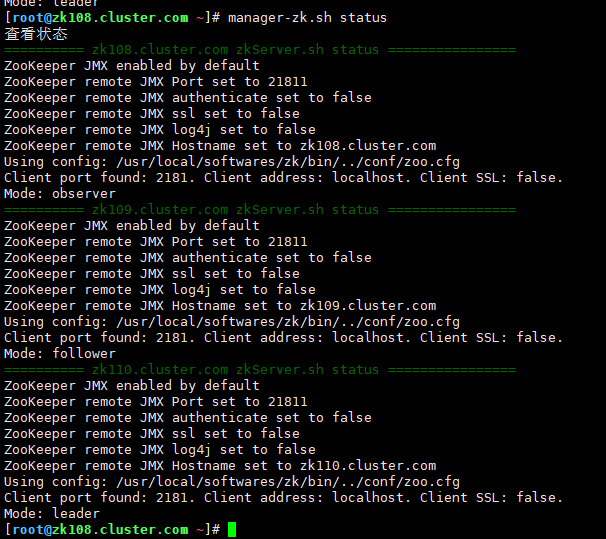 Mode: leader
[root@zk108.cluster.com ~]# manager-zk.sh status
查看状态
========== zk108.cluster.com zkServer.sh status ================
ZooKeeper JMX enabled by default
ZooKeeper remote JMX Port set to 21811
ZooKeeper remote JMX authenticate set to false
ZooKeeper remote JMX ssl set to false
ZooKeeper remote JMX log4j set to false
ZooKeeper remote JMX Hostname set to zk108.cluster.com
Using config: /usr/local/softwares/zk/bin/../conf/zoo.cfg
Client port found: 2181. Client address: localhost. Client SSL: false.
Mode: observer
========== zk109.cluster.com zkServer.sh status ================
ZooKeeper JMX enabled by default
ZooKeeper remote JMX Port set to 21811
ZooKeeper remote JMX authenticate set to false
ZooKeeper remote JMX ssl set to false
ZooKeeper remote JMX log4j set to false
ZooKeeper remote JMX Hostname set to zk109.cluster.com
Using config: /usr/local/softwares/zk/bin/../conf/zoo.cfg
Client port found: 2181. Client address: localhost. Client SSL: false.
Mode: follower
========== zk110.cluster.com zkServer.sh status ================
ZooKeeper JMX enabled by default
ZooKeeper remote JMX Port set to 21811
ZooKeeper remote JMX authenticate set to false
ZooKeeper remote JMX ssl set to false
ZooKeeper remote JMX log4j set to false
ZooKeeper remote JMX Hostname set to zk110.cluster.com
Using config: /usr/local/softwares/zk/bin/../conf/zoo.cfg
Client port found: 2181. Client address: localhost. Client SSL: false.
Mode: leader
[root@zk108.cluster.com ~]#